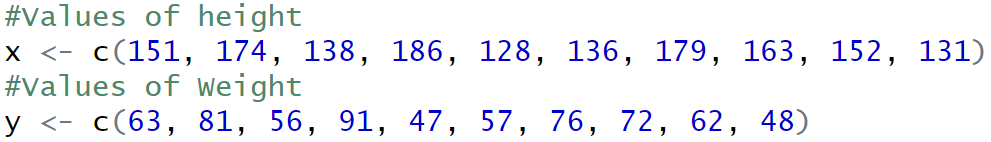 #Values of height
x <- c(151, 174, 138, 186, 128, 136, 179, 163, 152, 131)
#Values of Weight
y <- c(63, 81, 56, 91, 47, 57, 76, 72, 62, 48)